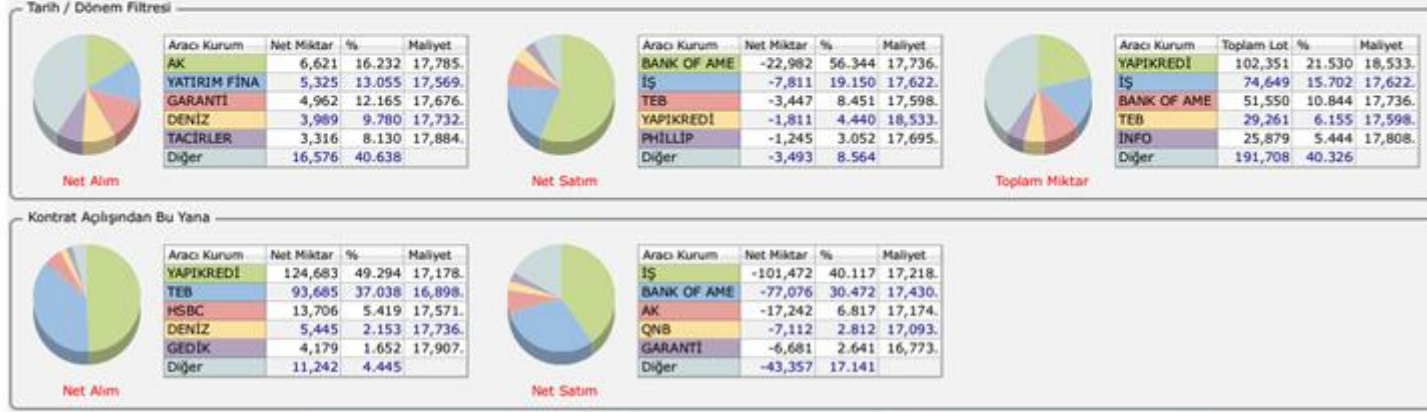 Tarih / Dönem Filtresi
Aracı Kurum Net Miktar % Maliyet
AK 6,621 16.232 17,785.
YATIRIM FİNA 5,325 13.055 17,569.
GARANTİ 4,962 12.165 17,676.
DENİZ 3,989 9.780 17,732.
TACİRLER 3,316 8.130 17,884.
Diğer 16,576 40.638
Net Alım
Aracı Kurum Net Miktar % Maliyet
BANK OF AME -22,982 56.344 17,736.
İŞ -7,811 19.150 17,622.
TEB -3,447 8.451 17,598.
YAPIKREDİ -1,811 4.440 18,533.
PHİLLİP -1,245 3.052 17,695.
Diğer -3,493 8.564
Net Satım
Aracı Kurum Toplam Lot % Maliyet
YAPIKREDİ 102,351 21.530 18,533.
İŞ 74,649 15.702 17,622.
BANK OF AME 51,550 10.844 17,736.
TEB 29,261 6.155 17,598.
İNFO 25,879 5.444 17,808.
Diğer 191,708 40.326
Toplam Miktar
Kontrat Açılışından Bu Yana
Aracı Kurum Net Miktar % Maliyet
YAPIKREDİ 124,683 49.294 17,178.
TEB 93,685 37.038 16,898.
HSBC 13,706 5.419 17,571.
DENİZ 5,445 2.153 17,736.
GEDİK 4,179 1.652 17,907.
Diğer 11,242 4.445
Net Alım
Aracı Kurum Net Miktar % Maliyet
İŞ -101,472 40.117 17,218.
BANK OF AME -77,076 30.472 17,430.
AK -17,242 6.817 17,174.
QNB -7,112 2.812 17,093.
GARANTİ -6,681 2.641 16,773.
Diğer -43,357 17.141
Net Satım